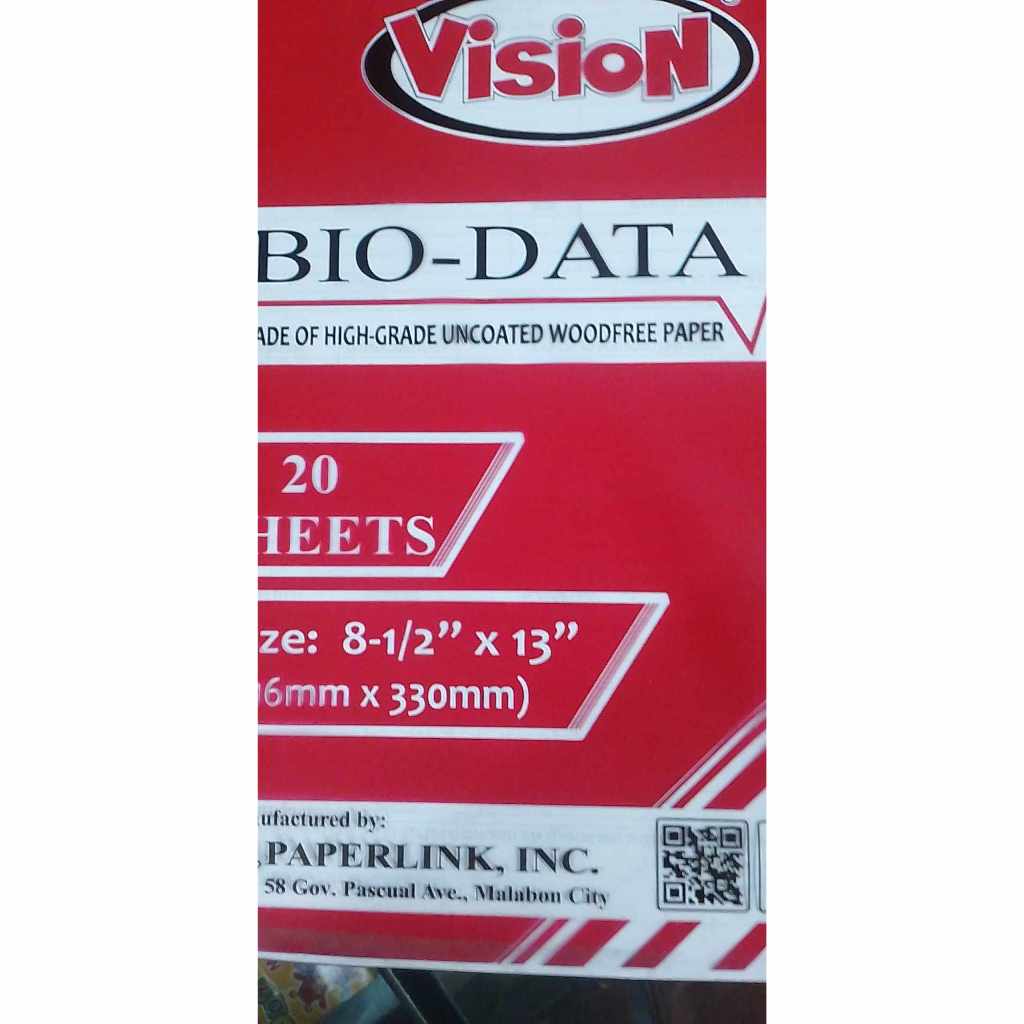 Vision
BIO-DATA
ADE OF HIGH-GRADE UNCOATED WOODFREE PAPER
20
HEETS
ze: 8-1/2” x 13”
16mm x 330mm)
ufactured by:
, PAPERLINK, INC.
58 Gov. Pascual Ave., Malabon City